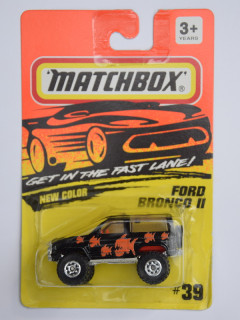 3+
YEARS
MATCHBOX
GET IN THE FAST LANE!
NEW COLOR
FORD
BRONCO II
#39